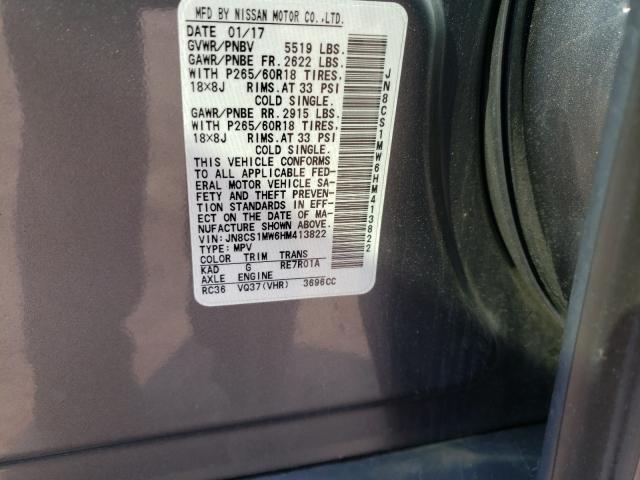 MFD BY NISSAN MOTOR CO.,LTD.
DATE 01/17
GVWR/PNBV 5519 LBS.
GAWR/PNBE FR. 2622 LBS.
WITH P265/60R18 TIRES.
18×8J RIMS.AT 33 PSI
COLD SINGLE.
GAWR/PNBE RR. 2915 LBS.
WITH P265/60R18 TIRES.
18×8J RIMS.AT 33 PSI
COLD SINGLE.
THIS VEHICLE CONFORMS
TO ALL APPLICABLE FED-
ERAL MOTOR VEHICLE SA-
FETY AND THEFT PREVENTION
STANDARDS IN EFF-
ECT ON THE DATE OF MA-
NUFACTURE SHOWN ABOVE.
VIN: JN8CS1MW6HM413822
TYPE: MPV
COLOR TRIM TRANS
KAD G RE7R01A
AXLE ENGINE
RC36 VQ37(VHR) 3696CC
JN8CS1MW6HM413822